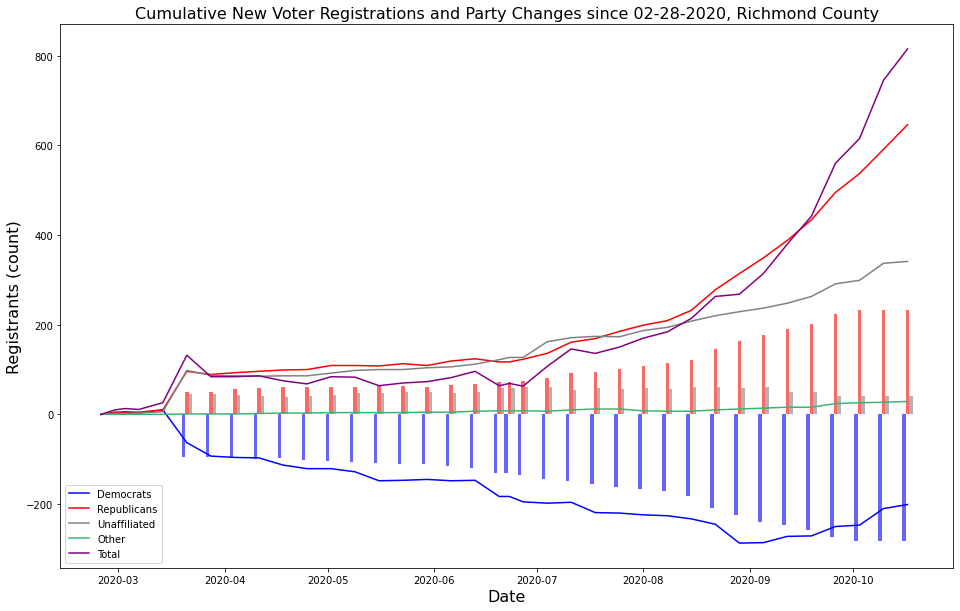 Cumulative New Voter Registrations and Party Changes since 02-28-2020, Richmond County
Registrants (count)
800
600
400
200
0
−200
Democrats
Republicans
Unaffiliated
Other
Total
2020-03
2020-04
2020-05
2020-06
2020-07
2020-08
2020-09
2020-10
Date